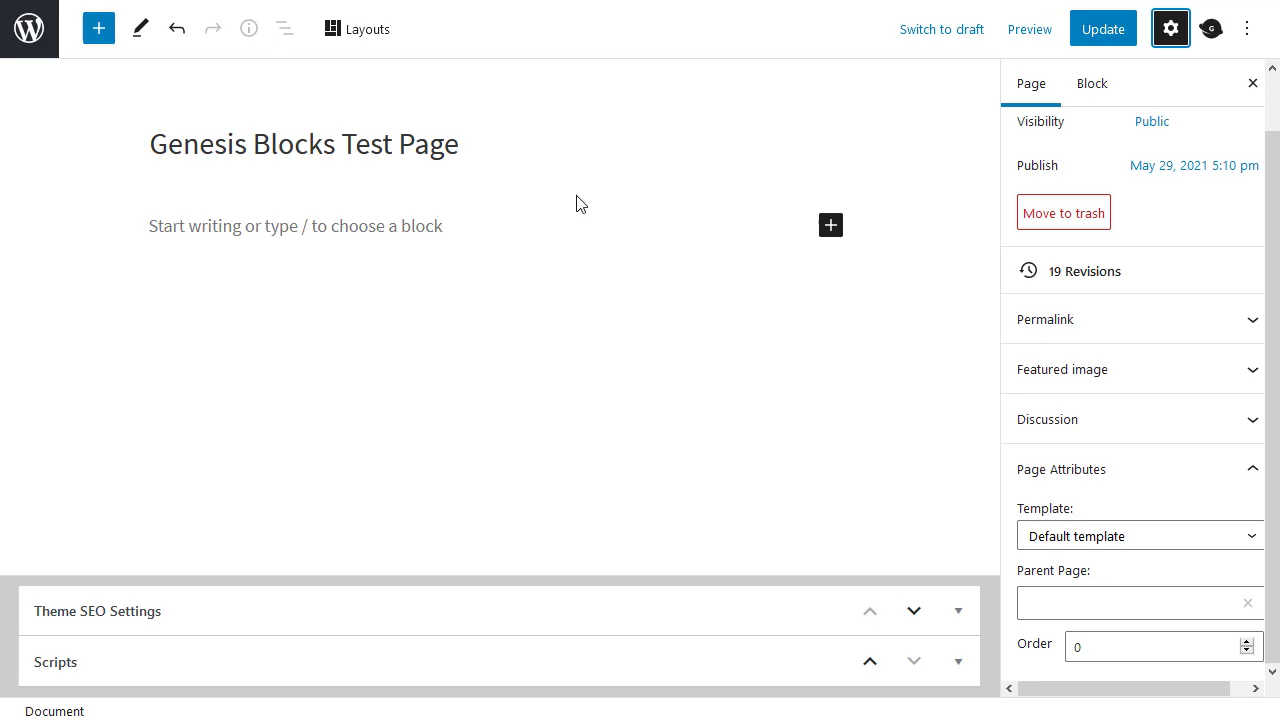 Layouts
Switch to draft
Preview
Update
G
Page
Block
Genesis Blocks Test Page
Start writing or type / to choose a block
Visibility
Public
Publish
May 29, 2021 5:10 pm
Move to trash
19 Revisions
Permalink
Featured image
Discussion
Page Attributes
Template:
Default template
Parent Page:
Order
0
Theme SEO Settings
Scripts
Document